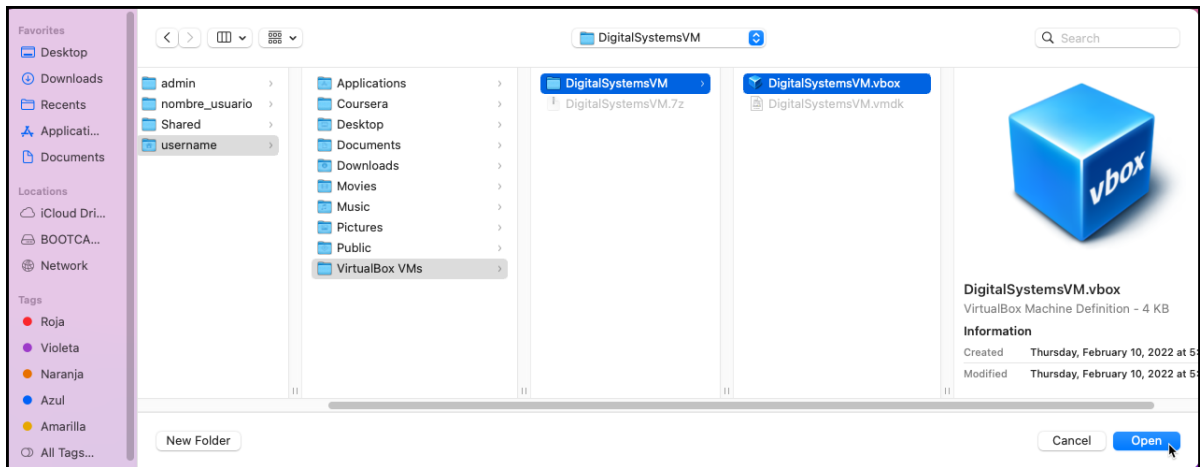 Favorites
Desktop
Downloads
Recents
Applicati...
Documents
Locations
iCloud Dri...
BOOTCA...
Network
Tags
Roja
Violeta
Naranja
Azul
Amarilla
All Tags...
DigitalSystemsVM
Search
admin
nombre_usuario
Shared
username
Applications
Coursera
Desktop
Documents
Downloads
Movies
Music
Pictures
Public
VirtualBox VMs
DigitalSystemsVM
DigitalSystemsVM.7z
DigitalSystemsVM.vbox
DigitalSystemsVM.vmdk
vbox
DigitalSystemsVM.vbox
VirtualBox Machine Definition - 4 KB
Information
Created Thursday, February 10, 2022 at 5:
Modified Thursday, February 10, 2022 at 5:
New Folder
Cancel
Open